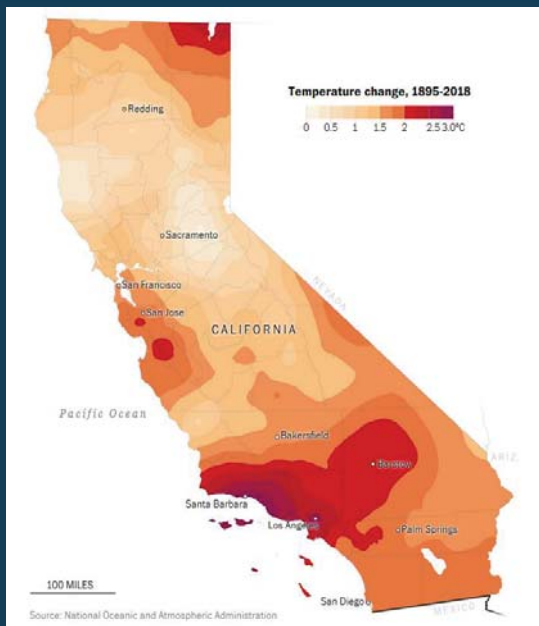 Temperature change, 1895-2018
0 0.5 1 1.5 2 2.5 3.0°C
Redding
Sacramento
NEVADA
San Francisco
San Jose
CALIFORNIA
Pacific Ocean
Bakersfield
ARIZ.
Barstow
Santa Barbara
Los Angeles
Palm Springs
100 MILES
San Diego
MEXICO
Source: National Oceanic and Atmospheric Administration